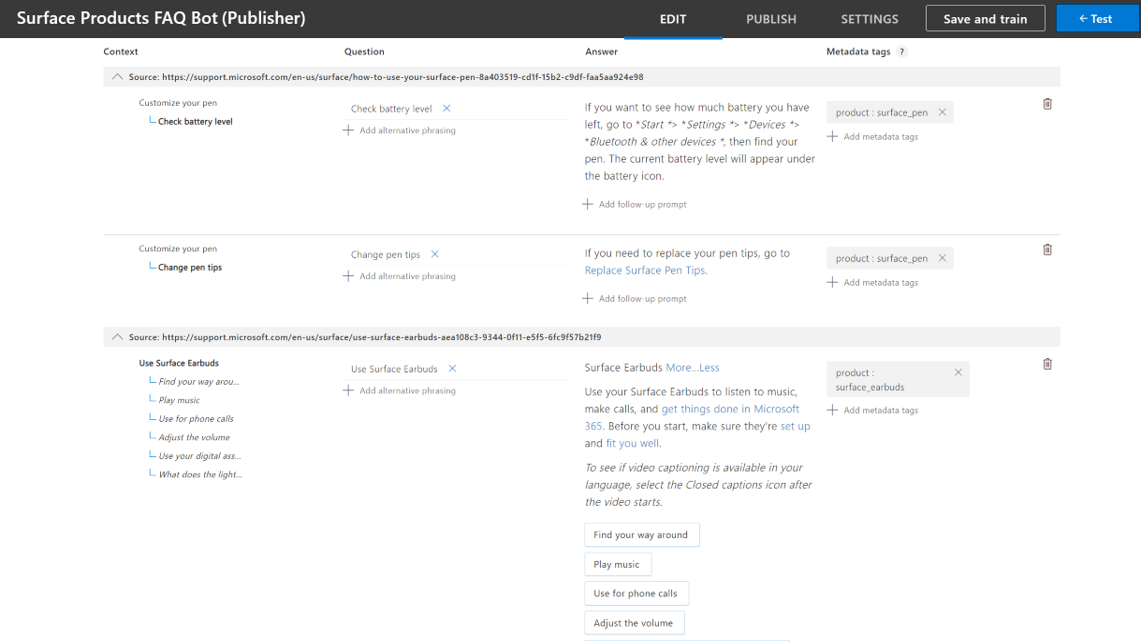 Surface Products FAQ Bot (Publisher)
EDIT
PUBLISH
SETTINGS
Save and train
← Test
Context
Question
Answer
Metadata tags ?
Source: https://support.microsoft.com/en-us/surface/how-to-use-your-surface-pen-8a403519-cd1f-15b2-c9df-faa5aa924e98
Customize your pen
Check battery level
Check battery level
Add alternative phrasing
If you want to see how much battery you have
left, go to *Start *> *Settings *> *Devices *>
*Bluetooth & other devices *, then find your
pen. The current battery level will appear under
the battery icon.
Add follow-up prompt
product : surface_pen
Add metadata tags
Customize your pen
Change pen tips
Change pen tips
Add alternative phrasing
If you need to replace your pen tips, go to
Replace Surface Pen Tips.
Add follow-up prompt
product : surface_pen
Add metadata tags
Source: https://support.microsoft.com/en-us/surface/use-surface-earbuds-aea108c3-9344-0f11-e5f5-6fc9f57b21f9
Use Surface Earbuds
Find your way arou...
Play music
Use for phone calls
Adjust the volume
Use your digital ass...
What does the light...
Use Surface Earbuds
Add alternative phrasing
Surface Earbuds More...Less
Use your Surface Earbuds to listen to music,
make calls, and get things done in Microsoft
365. Before you start, make sure they're set up
and fit you well.
To see if video captioning is available in your
language, select the Closed captions icon after
the video starts.
Find your way around
Play music
Use for phone calls
Adjust the volume
product :
surface_earbuds
Add metadata tags